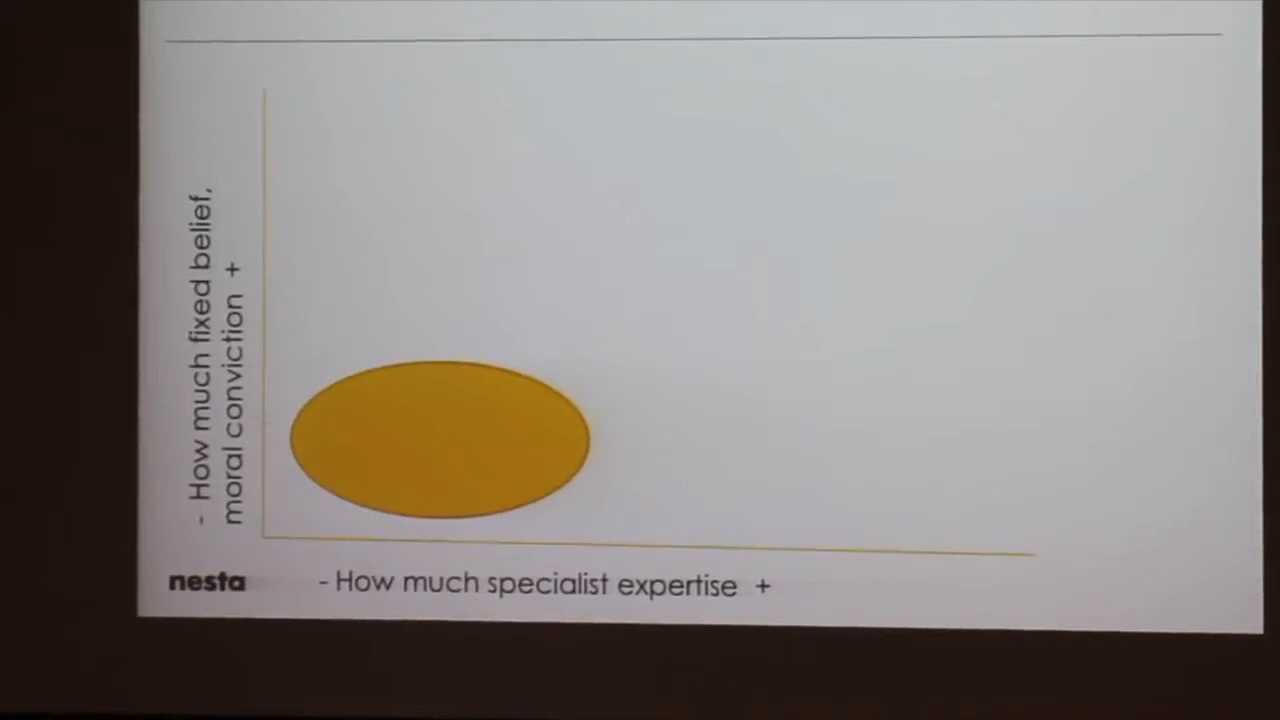 - How much fixed belief,
moral conviction +
nesta
- How much specialist expertise +